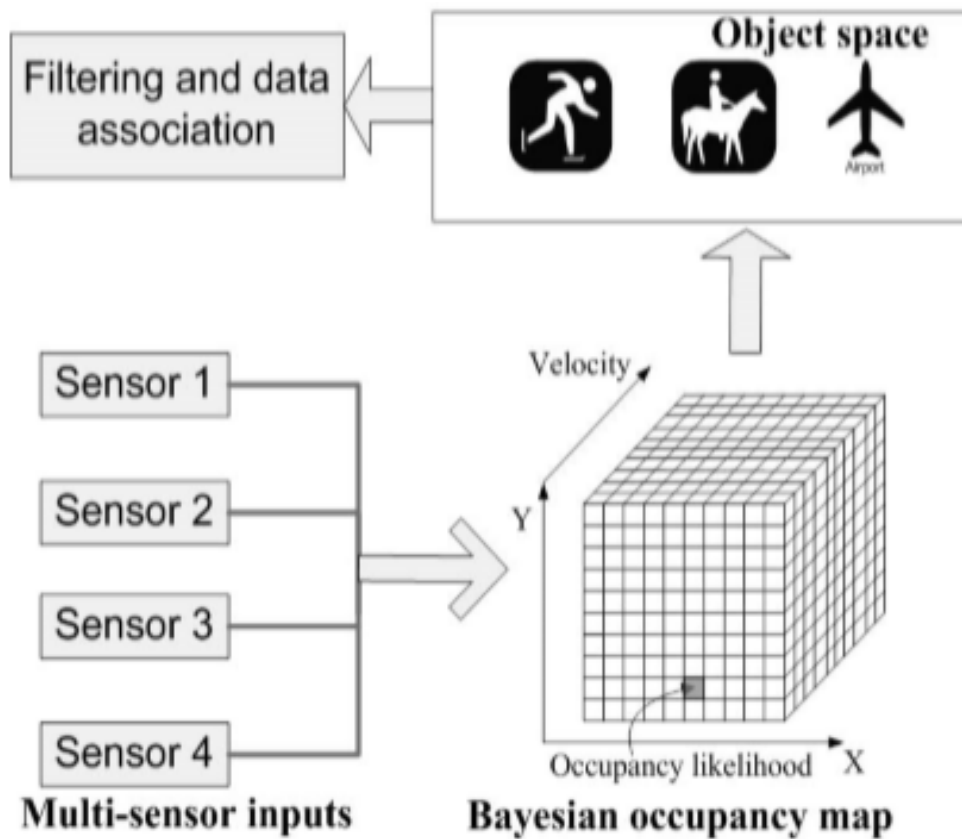 Object space
Filtering and data
association
Airport
Velocity
Sensor 1
Sensor 2
Sensor 3
Sensor 4
Y
Occupancy likelihood
X
Multi-sensor inputs
Bayesian occupancy map